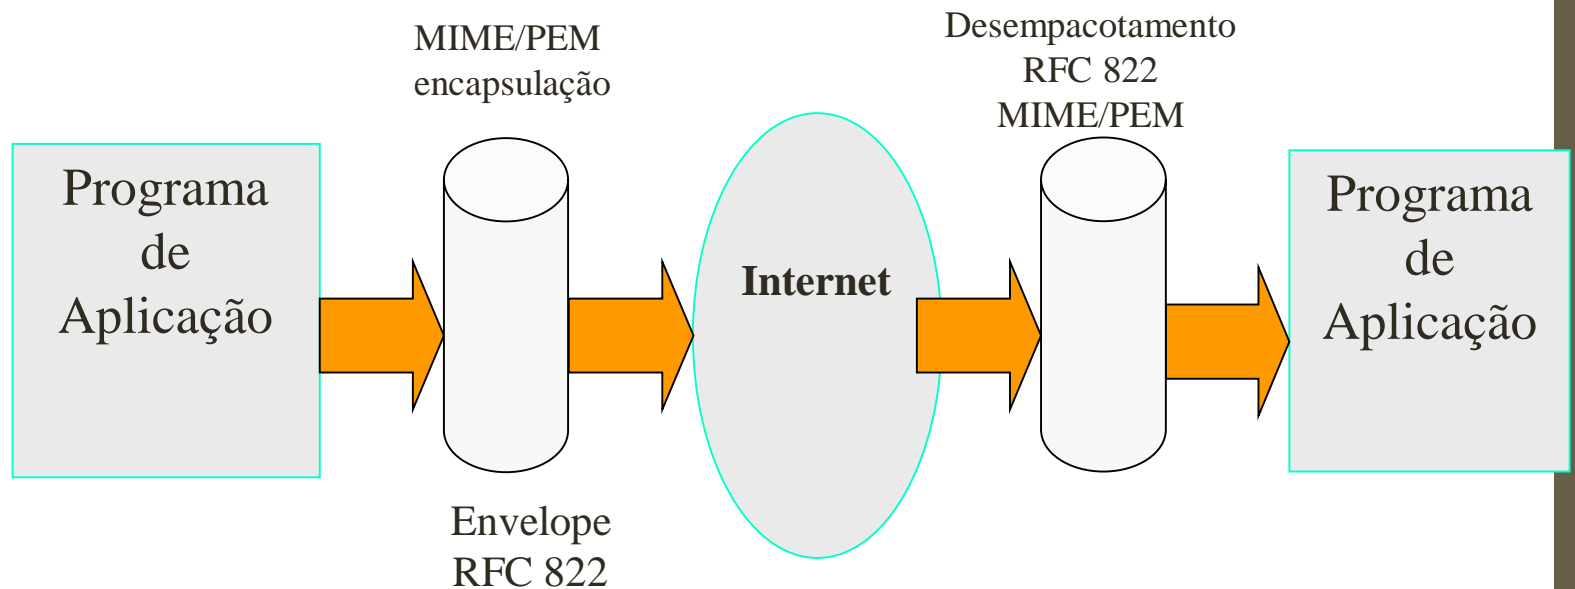 Programa
de
Aplicação
MIME/PEM
encapsulação
Envelope
RFC 822
Internet
Desempacotamento
RFC 822
MIME/PEM
Programa
de
Aplicação